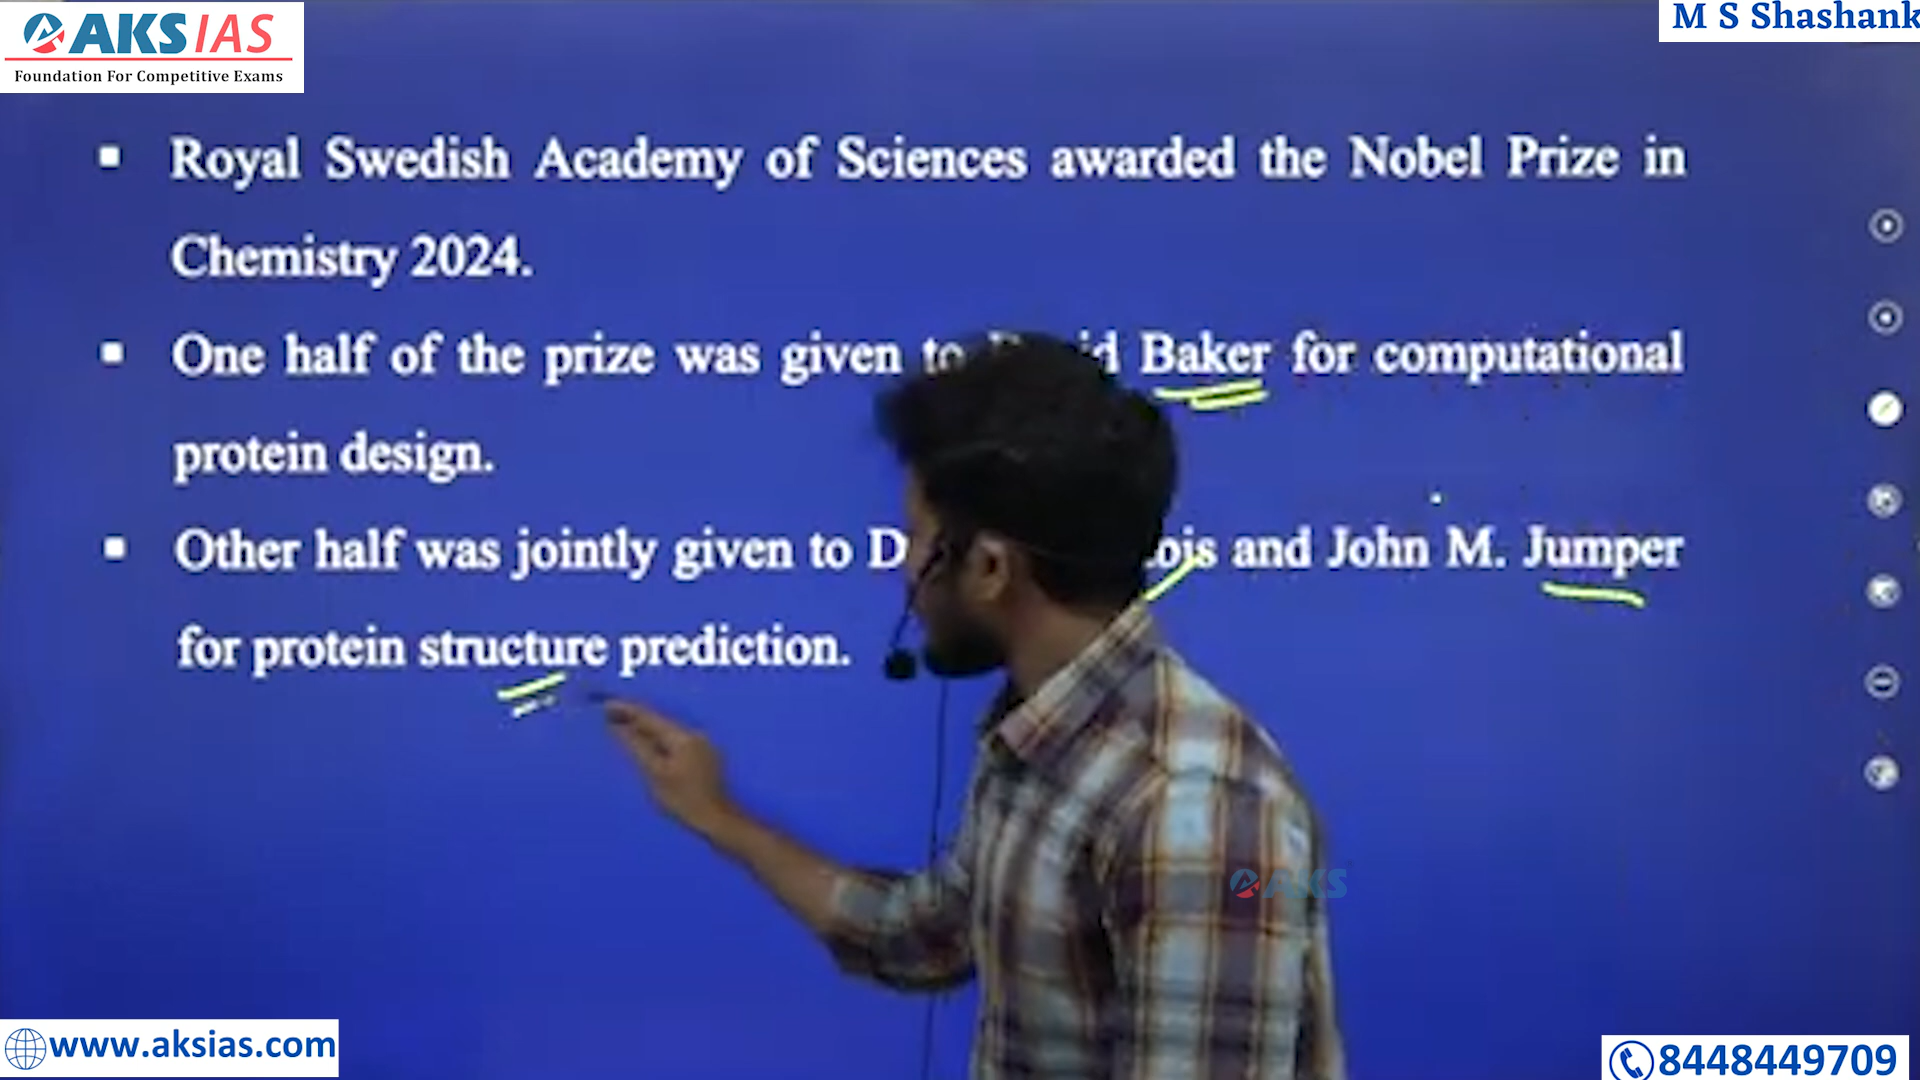 AKS IAS
Foundation For Competitive Exams
M S Shashank
Royal Swedish Academy of Sciences awarded the Nobel Prize in
Chemistry 2024.
One half of the prize was given to Baker for computational
protein design.
Other half was jointly given to and John M. Jumper
for protein structure prediction.
AKS
www.aksias.com
8448449709